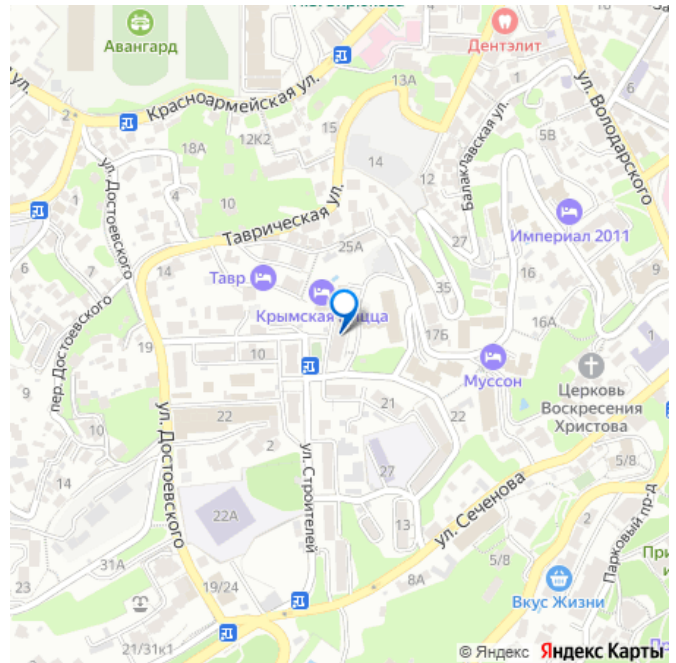 Авангард
Дентэлит
Красноармейская ул.
13А
6
2
15
12К2
18А
14
5В
ул. Володарского
Балаклавская ул.
12
ул. Достоевского
4
10
Таврическая ул.
27
Империал 2011
25А
14
Тавр
16
9
35
Крымская
цца
17Б
16А
пер. Достоевского
19
10
Муссон
Церковь
Воскресения
Христова
9
22
21
22
10
ул. Достоевского
2
ул. Строителей
5/8
14
27
ул. Сеченова
22А
13
2
Парковый пр-д
31А
5/8
23
19/24
8А
При
Вкус Жизни
21/31к1
© Яндекс Яндекс Карты